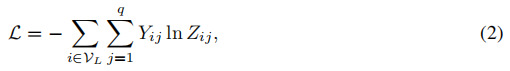 ℒ = − ∑_{i∈𝒱_L} ∑_{j=1}^{q} Y_{ij} ln Z_{ij}, (2)